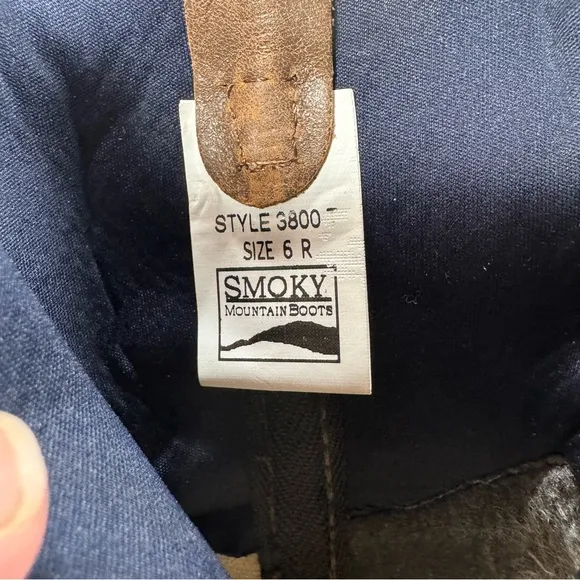 STYLE 3800 T
SIZE 6 R
SMOKY
MOUNTAIN BOOTS